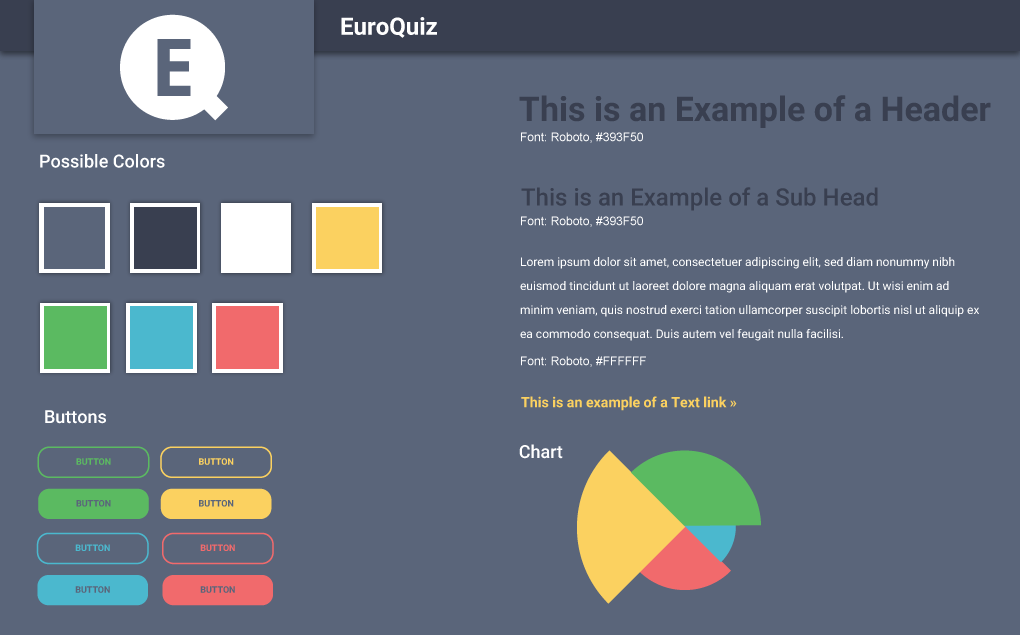 E
EuroQuiz
Possible Colors
Buttons
BUTTON
BUTTON
BUTTON
BUTTON
BUTTON
BUTTON
BUTTON
BUTTON
This is an Example of a Header
Font: Roboto, #393F50
This is an Example of a Sub Head
Font: Roboto, #393F50
Lorem ipsum dolor sit amet, consectetuer adipiscing elit, sed diam nonummy nibh
euismod tincidunt ut laoreet dolore magna aliquam erat volutpat. Ut wisi enim ad
minim veniam, quis nostrud exerci tation ullamcorper suscipit lobortis nisl ut aliquip ex
ea commodo consequat. Duis autem vel feugait nulla facilisi.
Font: Roboto, #FFFFFF
This is an example of a Text link »
Chart